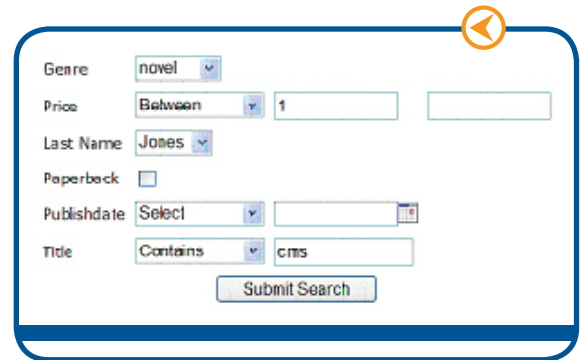 Genre novel
Price Between 1
Last Name Jones
Paperback
Publishdate Select
Title Contains cms
Submit Search